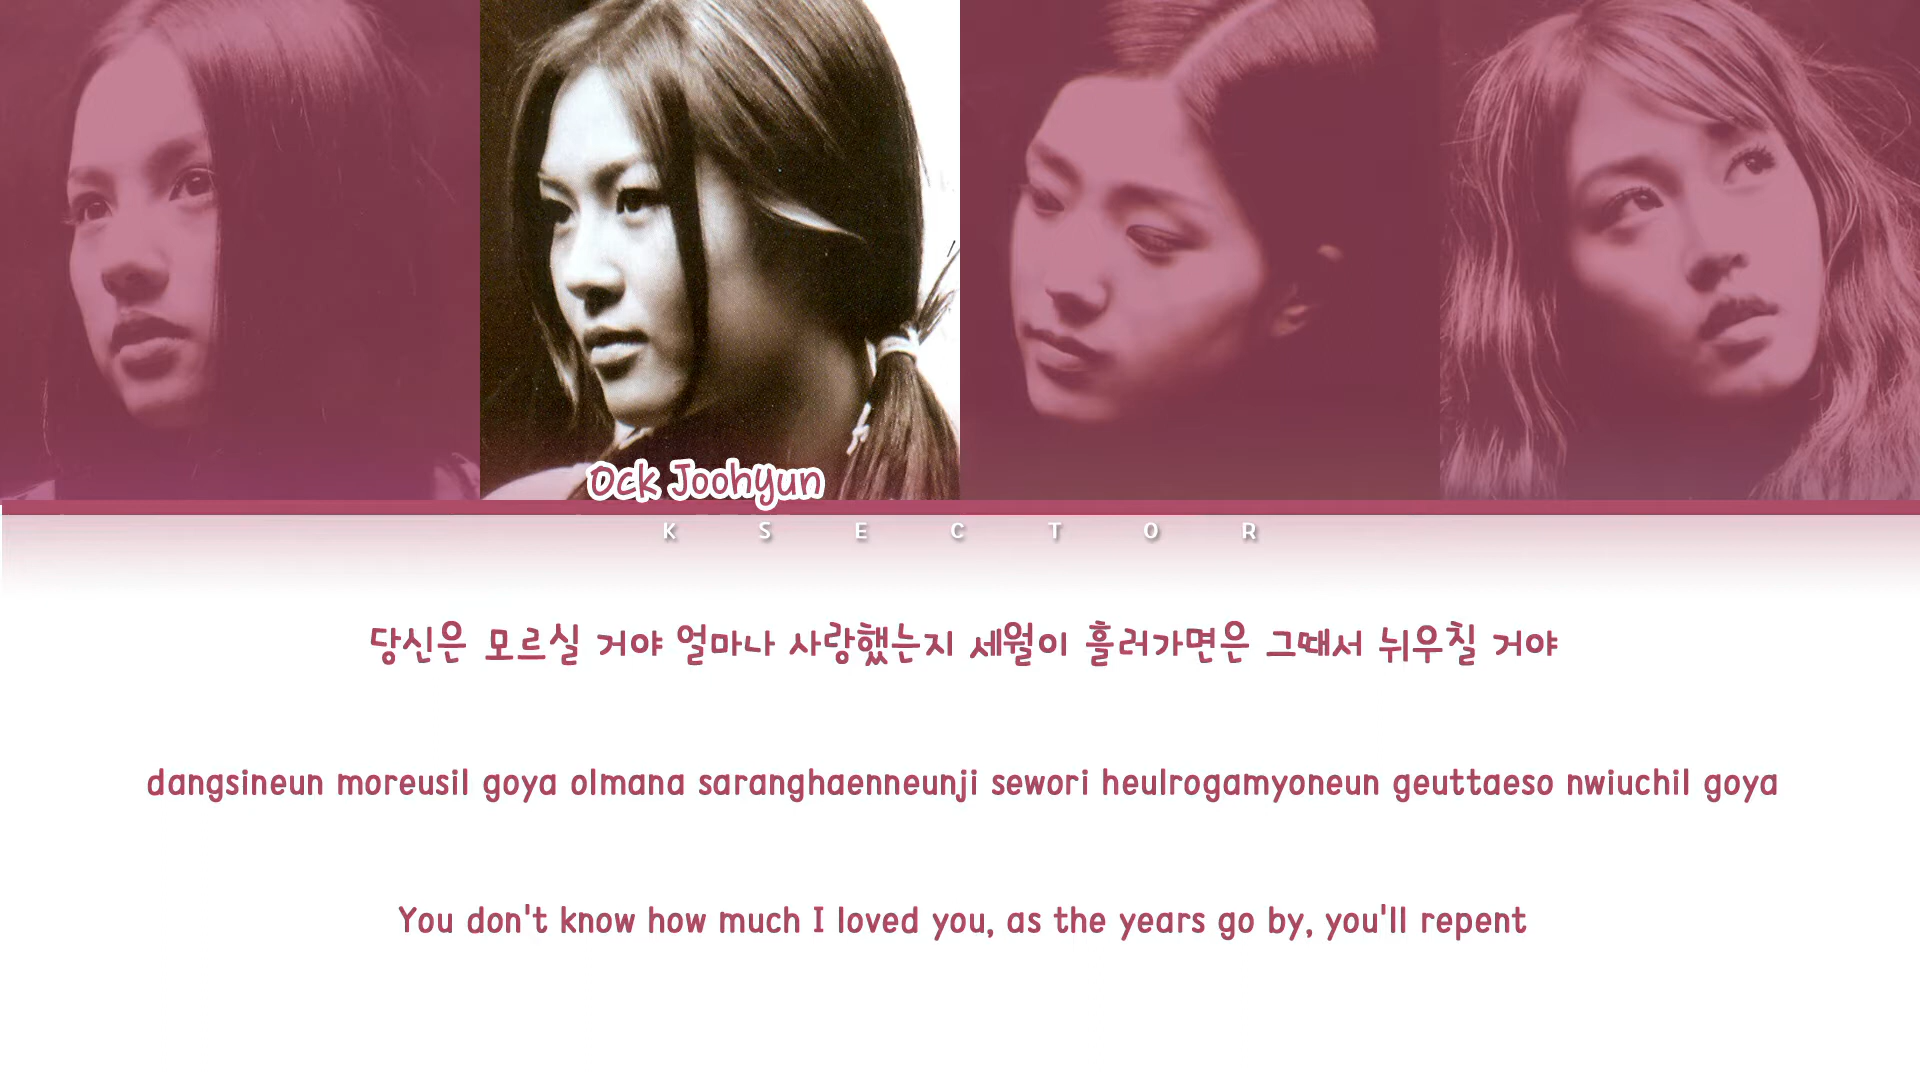 Ock Joohyun
K S E C T O R
당신은 모르실 거야 얼마나 사랑했는지 세월이 흘러가면은 그때서 뉘우칠 거야
dangsineun moreusil goya olmana saranghaenneunji sewori heulrogamyoneun geuttaeso nwiuchil goya
You don't know how much I loved you, as the years go by, you'll repent